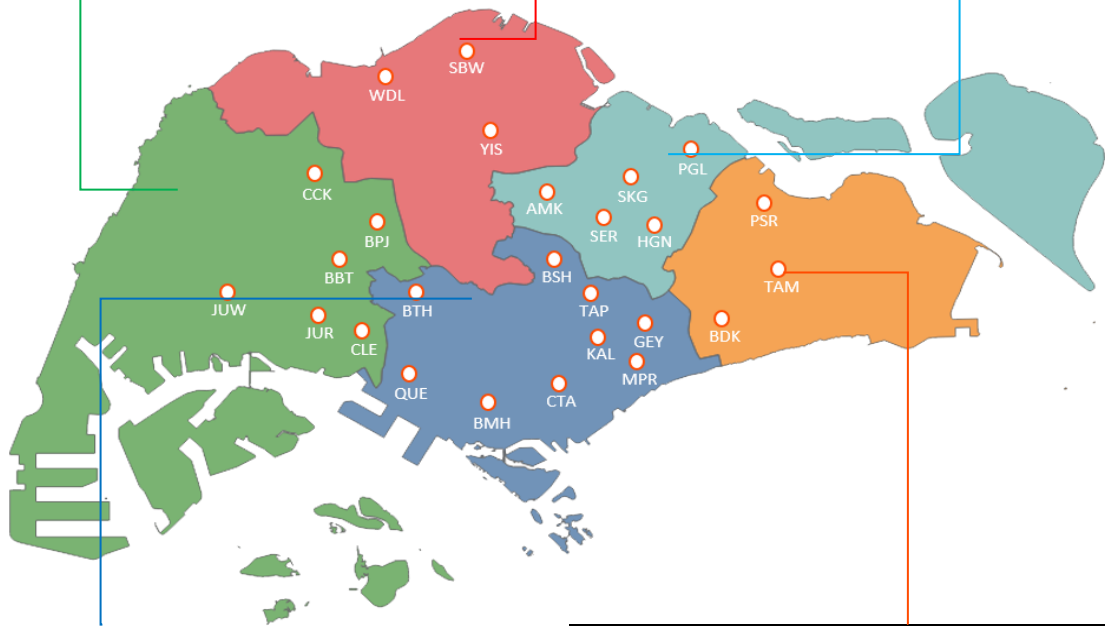 SBW
WDL
YIS
PGL
CCK
SKG
AMK
PSR
BPJ
SER
HGN
BBT
BSH
TAM
JUW
BTH
TAP
JUR
BDK
GEY
CLE
KAL
MPR
QUE
CTA
BMH